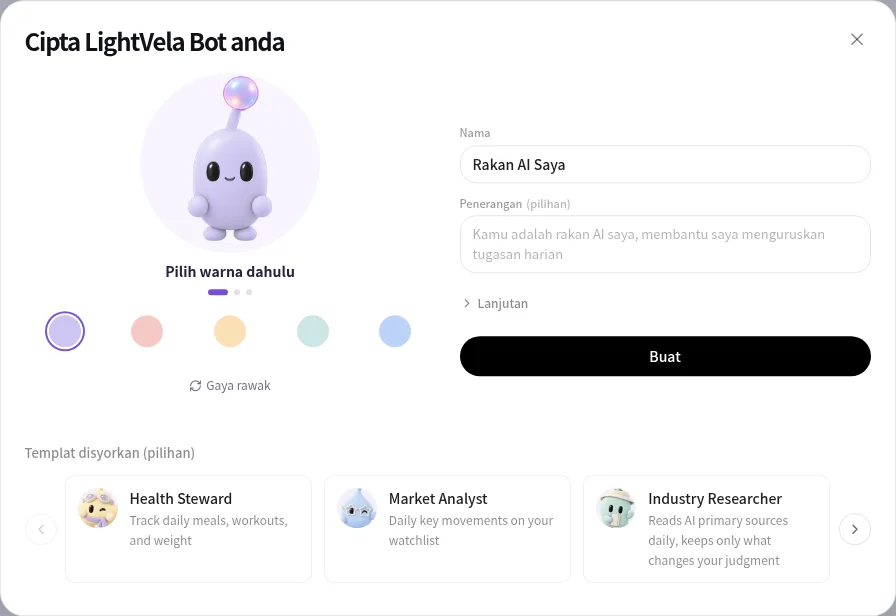 Cipta LightVela Bot anda
Pilih warna dahulu
Gaya rawak
Nama
Rakan AI Saya
Penerangan (pilihan)
Kamu adalah rakan AI saya, membantu saya menguruskan
tugasan harian
Lanjutan
Buat
Templat disyorkan (pilihan)
Health Steward
Track daily meals, workouts,
and weight
Market Analyst
Daily key movements on your
watchlist
Industry Researcher
Reads AI primary sources
daily, keeps only what
changes your judgment